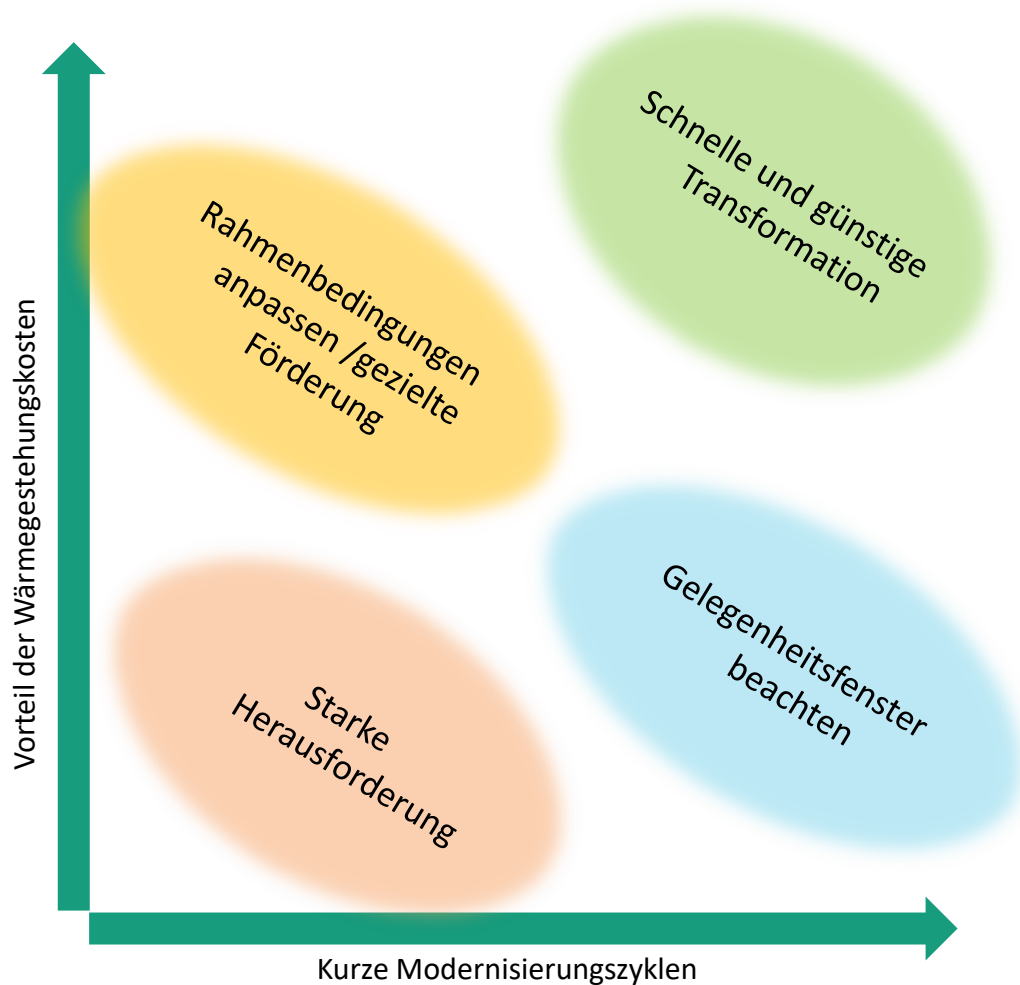 Schnelle und günstige
Transformation
Rahmenbedingungen
anpassen /gezielte
Förderung
Vorteil der Wärmegestehungskosten
Gelegenheitsfenster
beachten
Starke
Herausforderung
Kurze Modernisierungszyklen